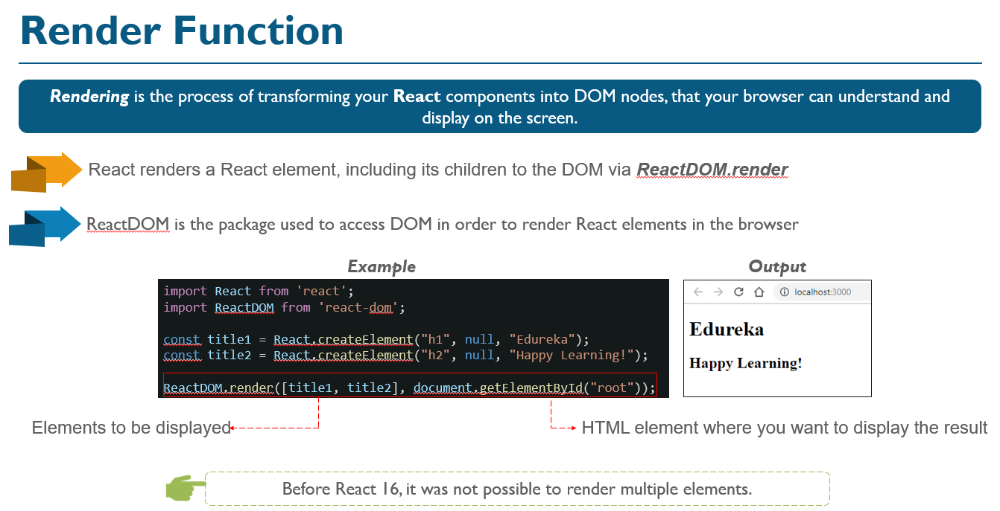 Render Function
Rendering is the process of transforming your React components into DOM nodes, that your browser can understand and
display on the screen.
React renders a React element, including its children to the DOM via ReactDOM.render
ReactDOM is the package used to access DOM in order to render React elements in the browser
Example
import React from 'react';
import ReactDOM from 'react-dom';
const title1 = React.createElement("h1", null, "Edureka");
const title2 = React.createElement("h2", null, "Happy Learning!");
ReactDOM.render([title1, title2], document.getElementById("root"));
Output
localhost:3000
Edureka
Happy Learning!
Elements to be displayed
HTML element where you want to display the result
Before React 16, it was not possible to render multiple elements.